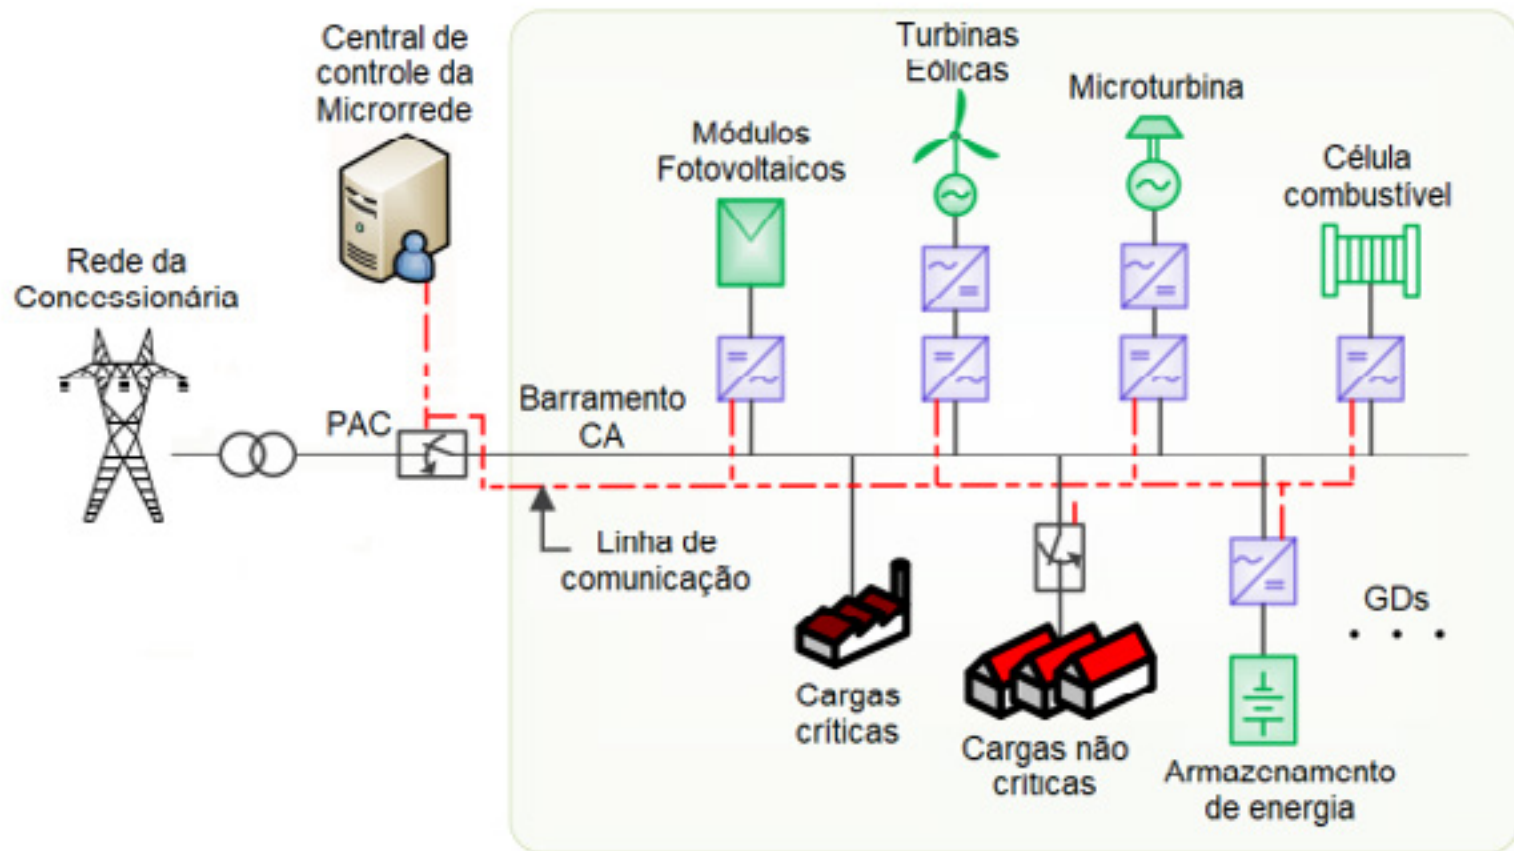 Central de
controle da
Microrrede
Turbinas
Eólicas
Microturbina
Módulos
Fotovoltaicos
Célula
combustível
Rede da
Concessionária
PAC
Barramento
CA
Linha de
comunicação
GDs
Cargas
críticas
Cargas não
críticas
Armazenamento
de energia